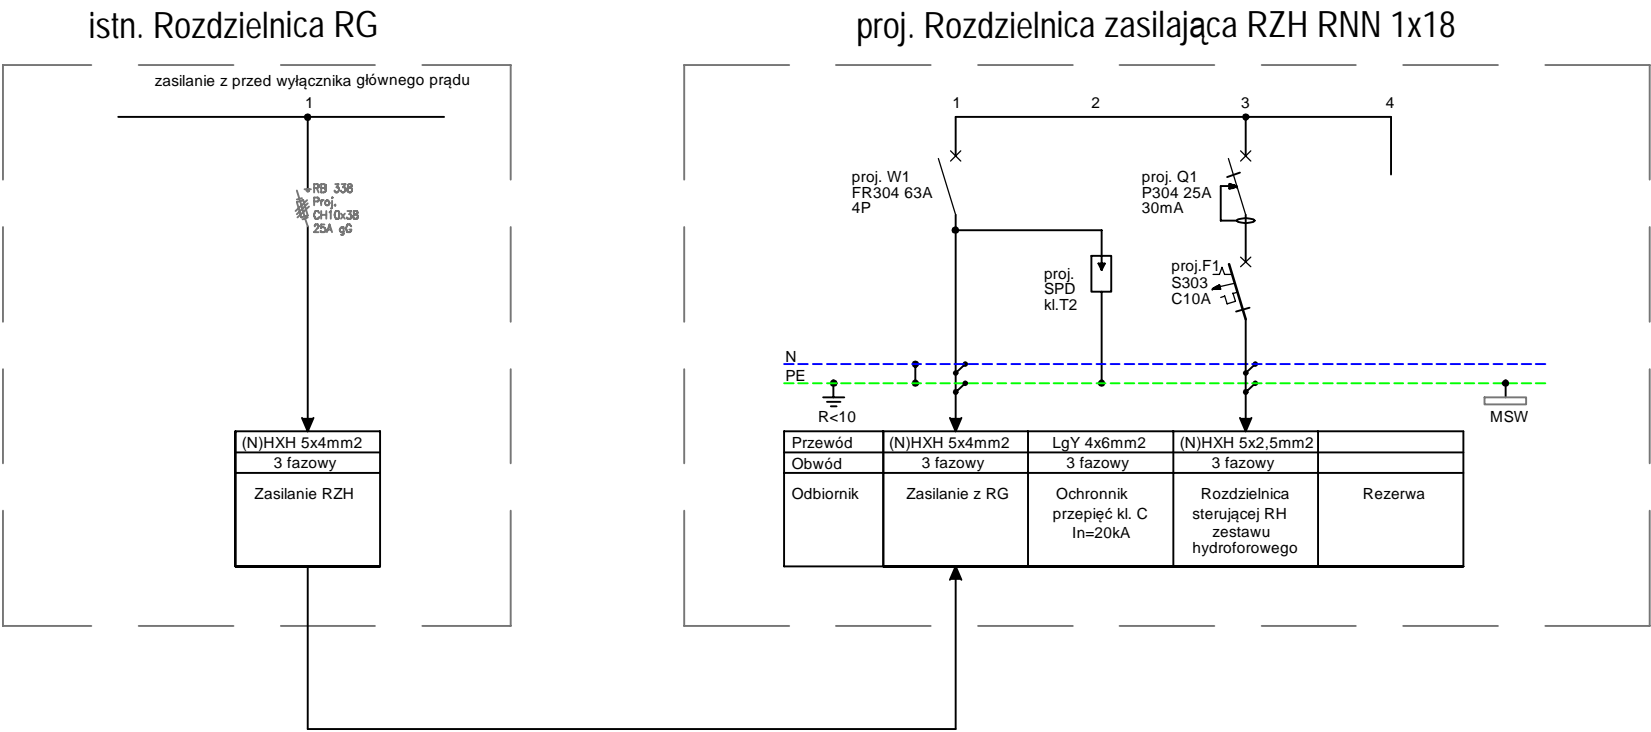 istn. Rozdzielnica RG
zasilanie z przed wyłącznika głównego prądu
1
RB 338
Proj.
CH10x38
25A gG
(N)HXH 5x4mm2
3 fazowy
Zasilanie RZH
proj. Rozdzielnica zasilająca RZH RNN 1x18
1 2 3 4
proj. W1
FR304 63A
4P
proj.
SPD
kl.T2
proj. Q1
P304 25A
30mA
proj.F1
S303
C10A
N
PE
R<10
MSW
Przewód (N)HXH 5x4mm2 LgY 4x6mm2 (N)HXH 5x2,5mm2
Obwód 3 fazowy 3 fazowy 3 fazowy
Odbiornik Zasilanie z RG Ochronnik Rozdzielnica Rezerwa
przepięć kl. C sterującej RH
In=20kA zestawu
hydroforowego